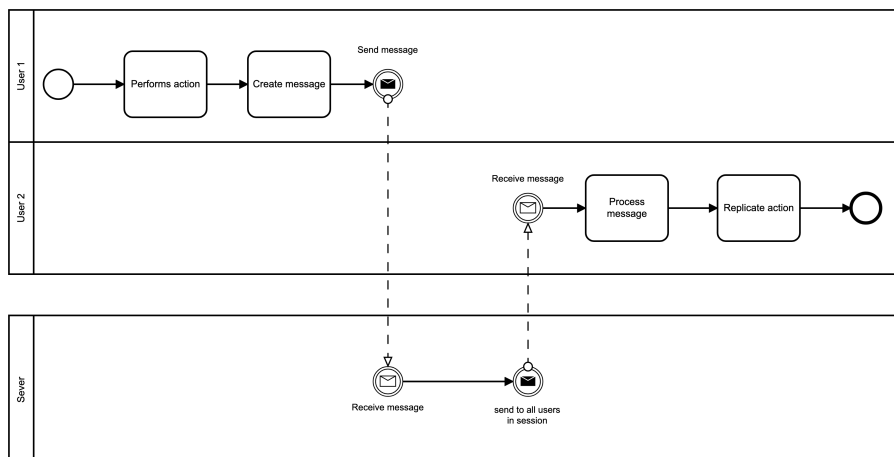 User 1
Send message
Performs action
Create message
User 2
Receive message
Process
message
Replicate action
Sever
Receive message
send to all users
in session